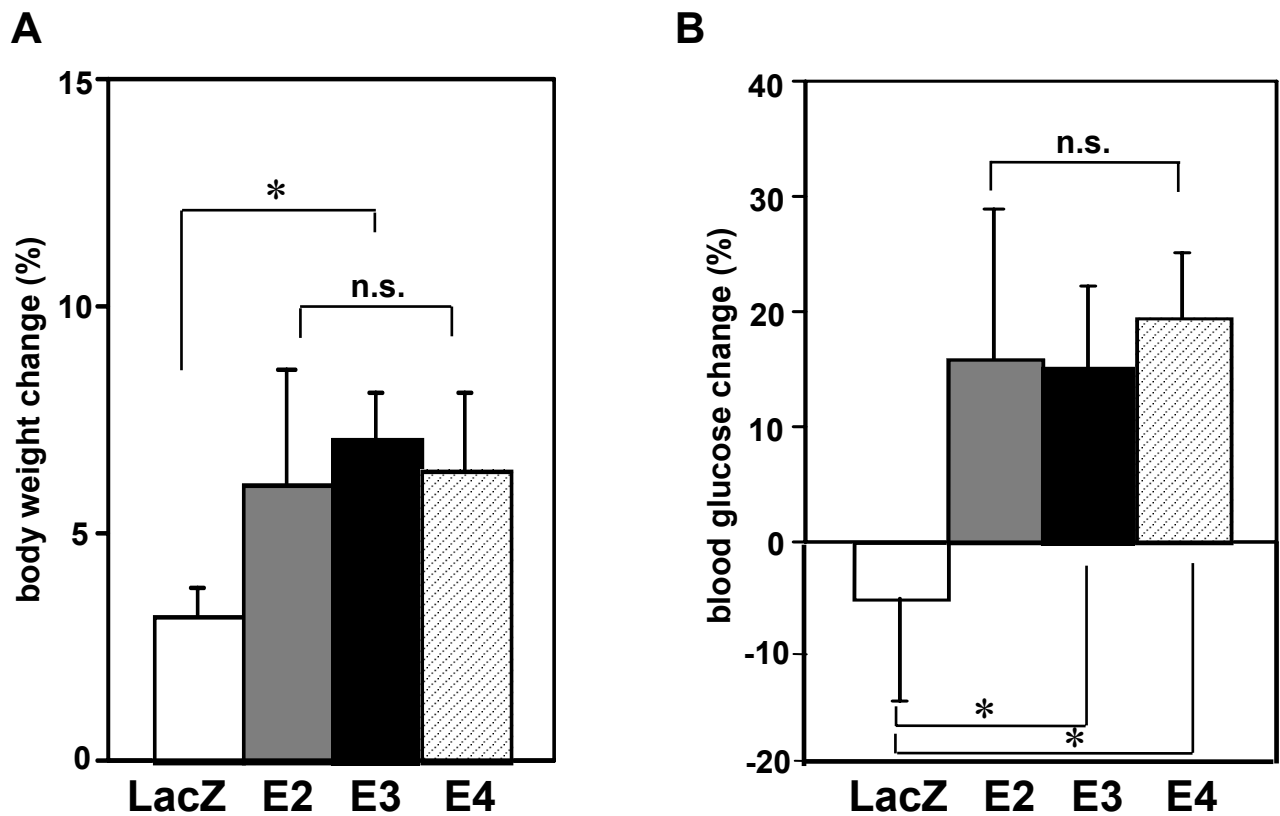 A
body weight change (%)
15
10
5
0
*
n.s.
LacZ E2 E3 E4
B
blood glucose change (%)
40
30
20
10
0
-10
-20
n.s.
*
*
LacZ E2 E3 E4